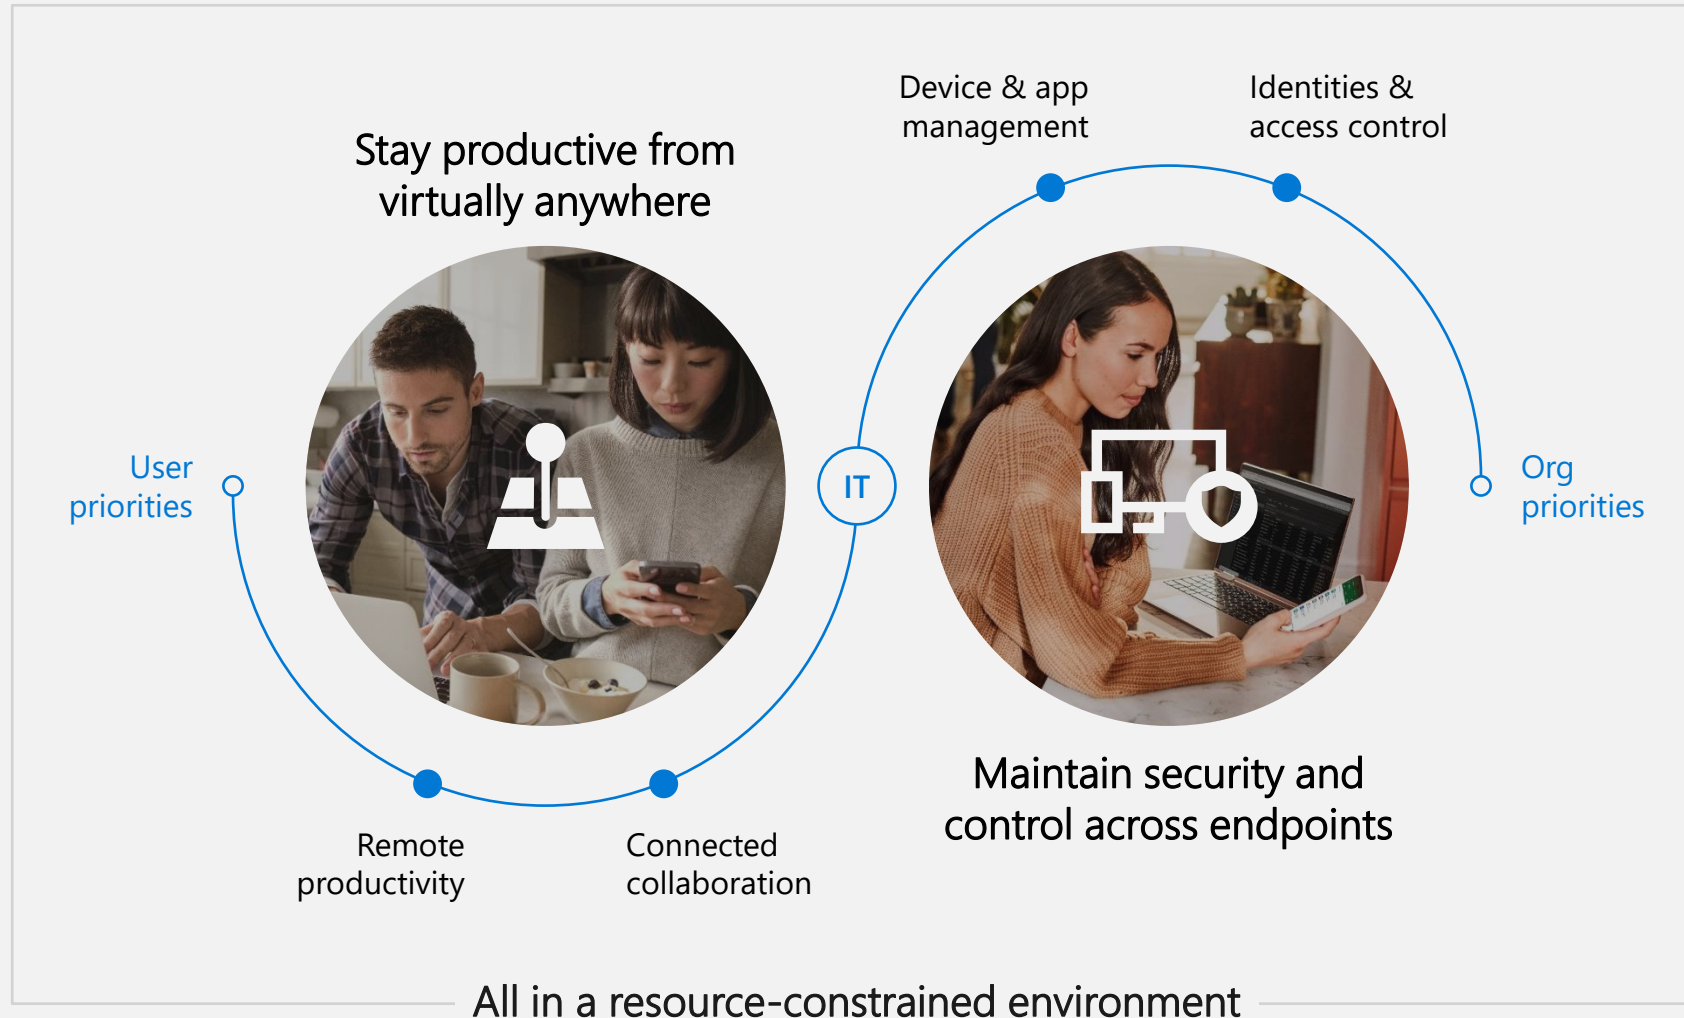 Stay productive from
virtually anywhere
User
priorities
Remote
productivity
Connected
collaboration
IT
Device & app
management
Identities &
access control
Org
priorities
Maintain security and
control across endpoints
All in a resource-constrained environment